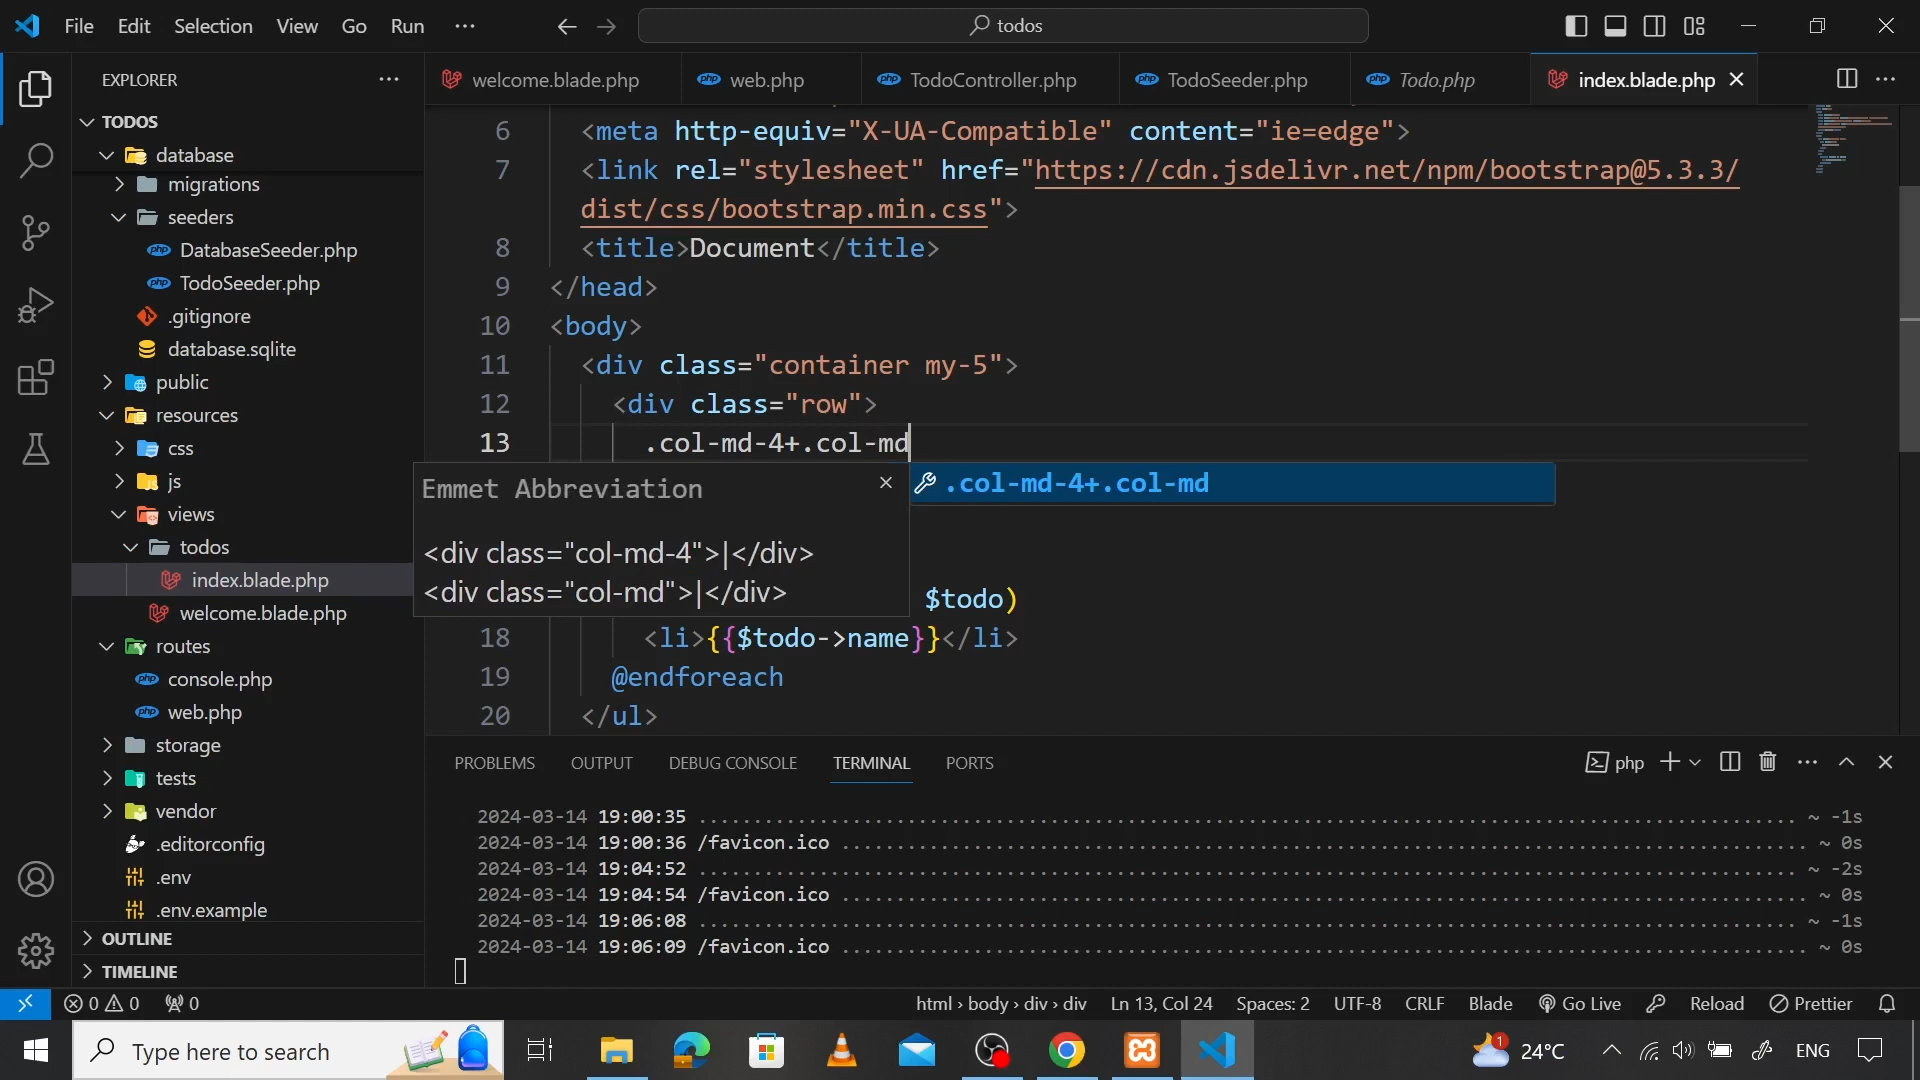 File Edit Selection View Go Run ··· todos
EXPLORER ···
welcome.blade.php web.php TodoController.php TodoSeeder.php Todo.php index.blade.php ···
TODOS
database
migrations
seeders
DatabaseSeeder.php
TodoSeeder.php
.gitignore
database.sqlite
public
resources
css
js
views
todos
index.blade.php
welcome.blade.php
routes
console.php
web.php
storage
tests
vendor
.editorconfig
.env
.env.example
OUTLINE
TIMELINE
6 <meta http-equiv="X-UA-Compatible" content="ie=edge">
7 <link rel="stylesheet" href="https://cdn.jsdelivr.net/npm/bootstrap@5.3.3/
dist/css/bootstrap.min.css">
8 <title>Document</title>
9 </head>
10 <body>
11 <div class="container my-5">
12 <div class="row">
13 .col-md-4+.col-md
Emmet Abbreviation
.col-md-4+.col-md
<div class="col-md-4">|</div>
<div class="col-md">|</div>
$todo)
18 <li>{{$todo->name}}</li>
19 @endforeach
20 </ul>
PROBLEMS OUTPUT DEBUG CONSOLE TERMINAL PORTS php ···
2024-03-14 19:00:35 ~ -1s
2024-03-14 19:00:36 /favicon.ico ~ 0s
2024-03-14 19:04:52 ~ -2s
2024-03-14 19:04:54 /favicon.ico ~ 0s
2024-03-14 19:06:08 ~ -1s
2024-03-14 19:06:09 /favicon.ico ~ 0s
0 0 0 html › body › div › div Ln 13, Col 24 Spaces: 2 UTF-8 CRLF Blade Go Live Reload Prettier
Type here to search 1 24°C ENG